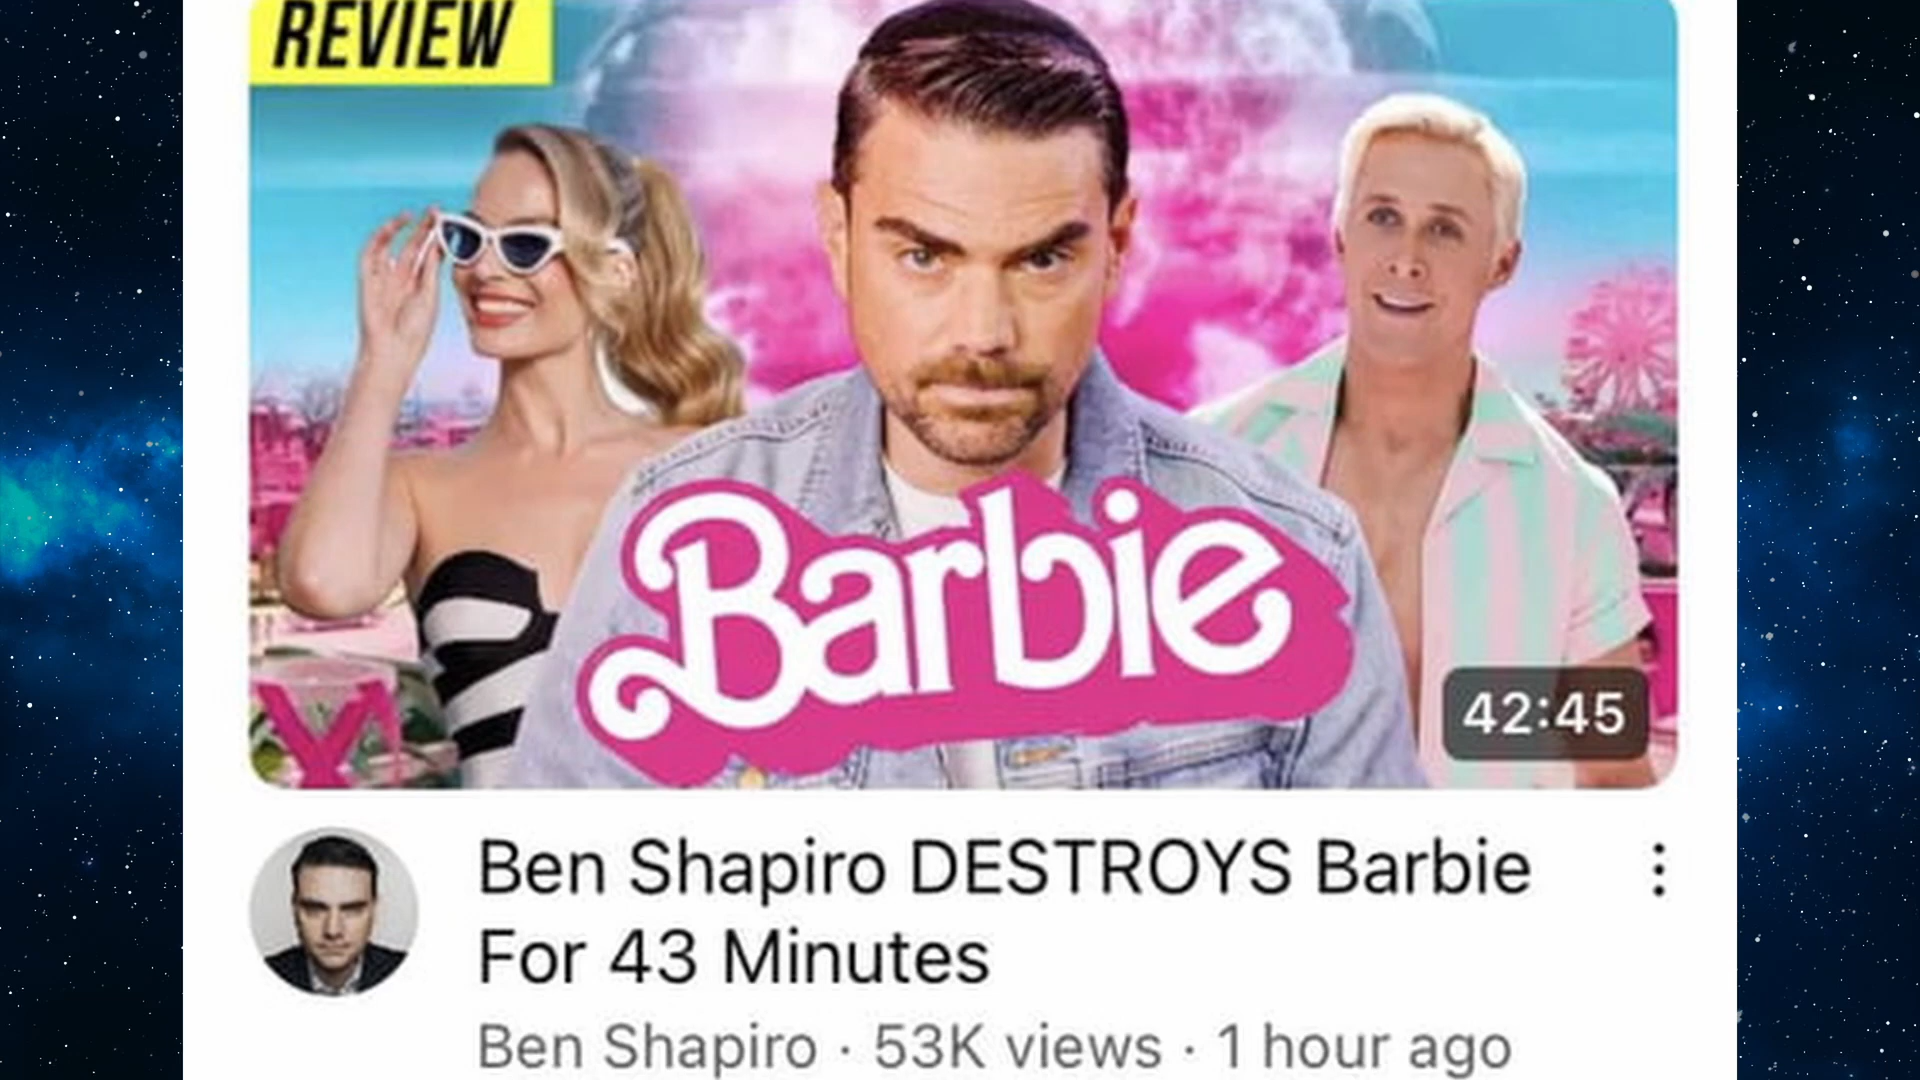 REVIEW
Barbie
42:45
Ben Shapiro DESTROYS Barbie
For 43 Minutes
Ben Shapiro · 53K views · 1 hour ago